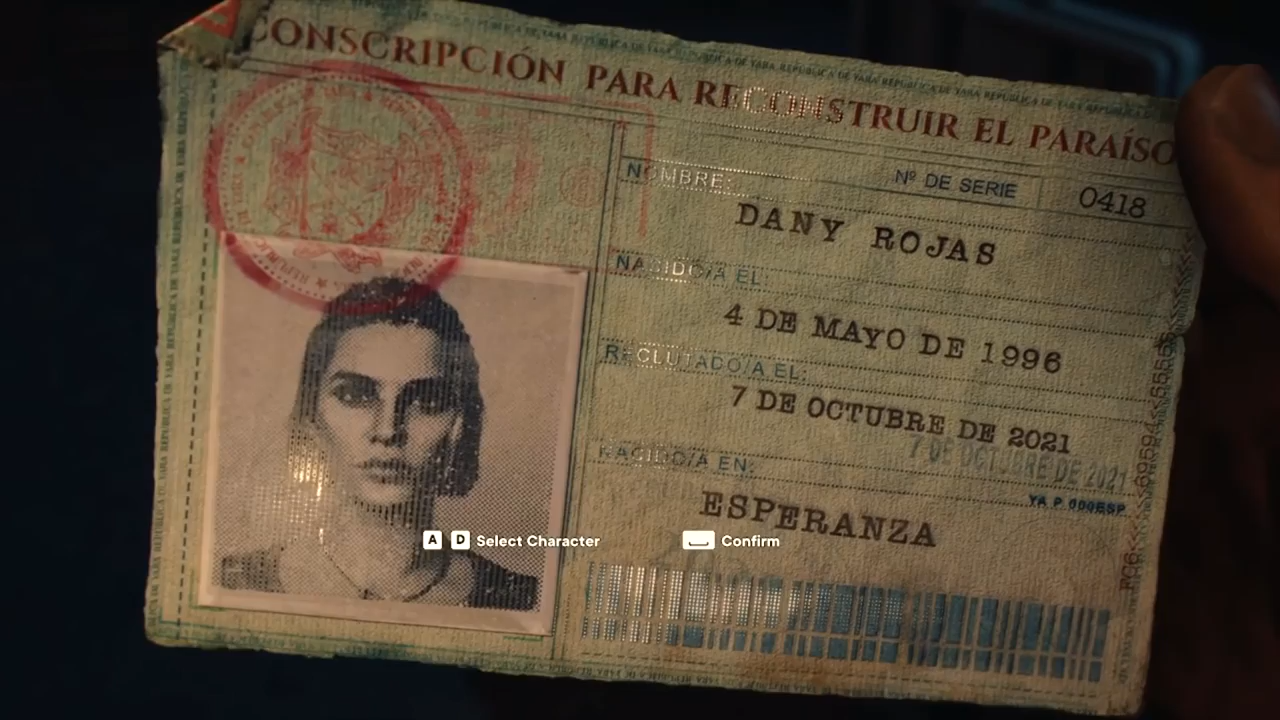 CONSCRIPCIÓN PARA RECONSTRUIR EL PARAÍSO
NOMBRE:
Nº DE SERIE
0418
DANY ROJAS
NACIDO/A EL:
4 DE MAYO DE 1996
RECLUTADO/A EL:
7 DE OCTUBRE DE 2021
7 DE OCTUBRE DE 2021
NACIDO/A EN:
YA P 000ESP
ESPERANZA
A D Select Character
Confirm